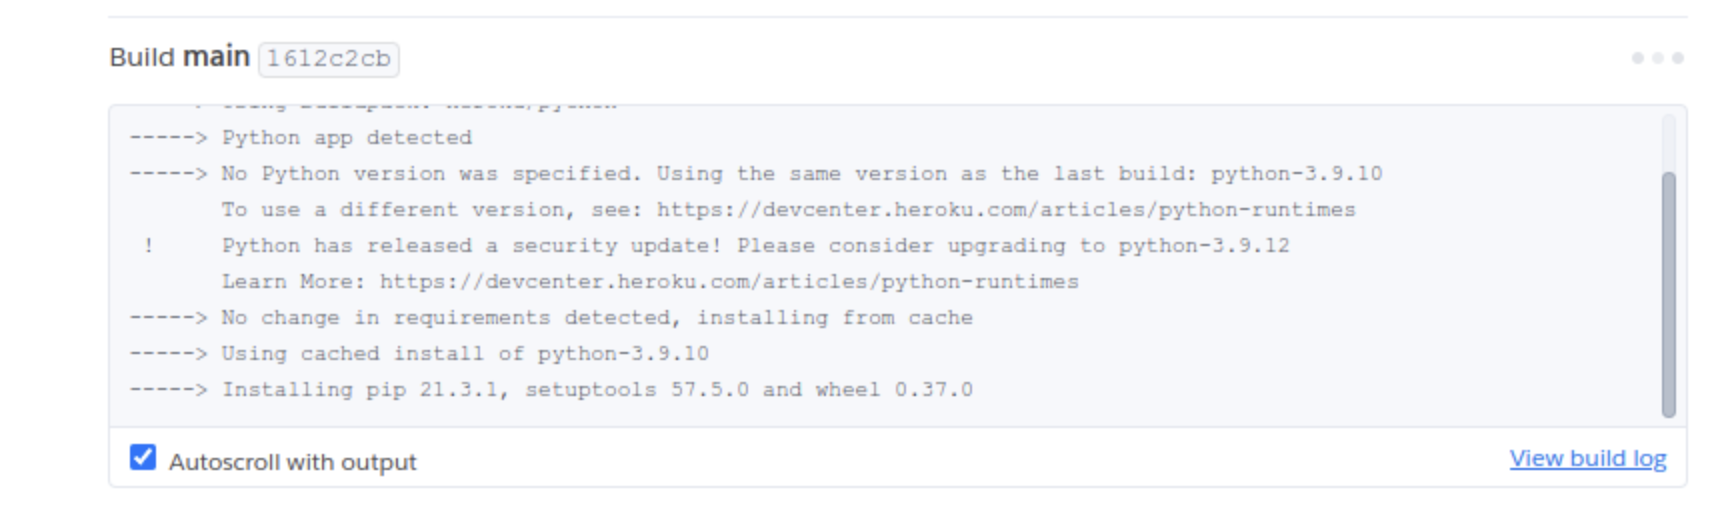 Build main 1612c2cb
-----> Using buildpack: heroku/python
-----> Python app detected
-----> No Python version was specified. Using the same version as the last build: python-3.9.10
To use a different version, see: https://devcenter.heroku.com/articles/python-runtimes
! Python has released a security update! Please consider upgrading to python-3.9.12
Learn More: https://devcenter.heroku.com/articles/python-runtimes
-----> No change in requirements detected, installing from cache
-----> Using cached install of python-3.9.10
-----> Installing pip 21.3.1, setuptools 57.5.0 and wheel 0.37.0
Autoscroll with output
View build log